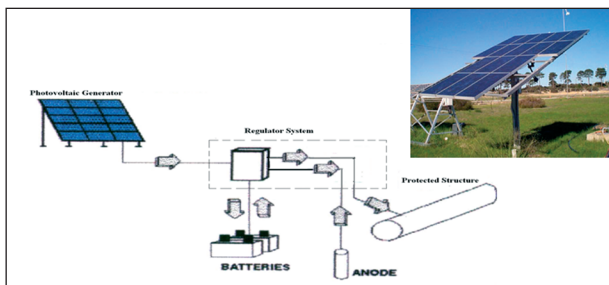 Photovoltaic Generator
Regulator System
Protected Structure
BATTERIES
ANODE